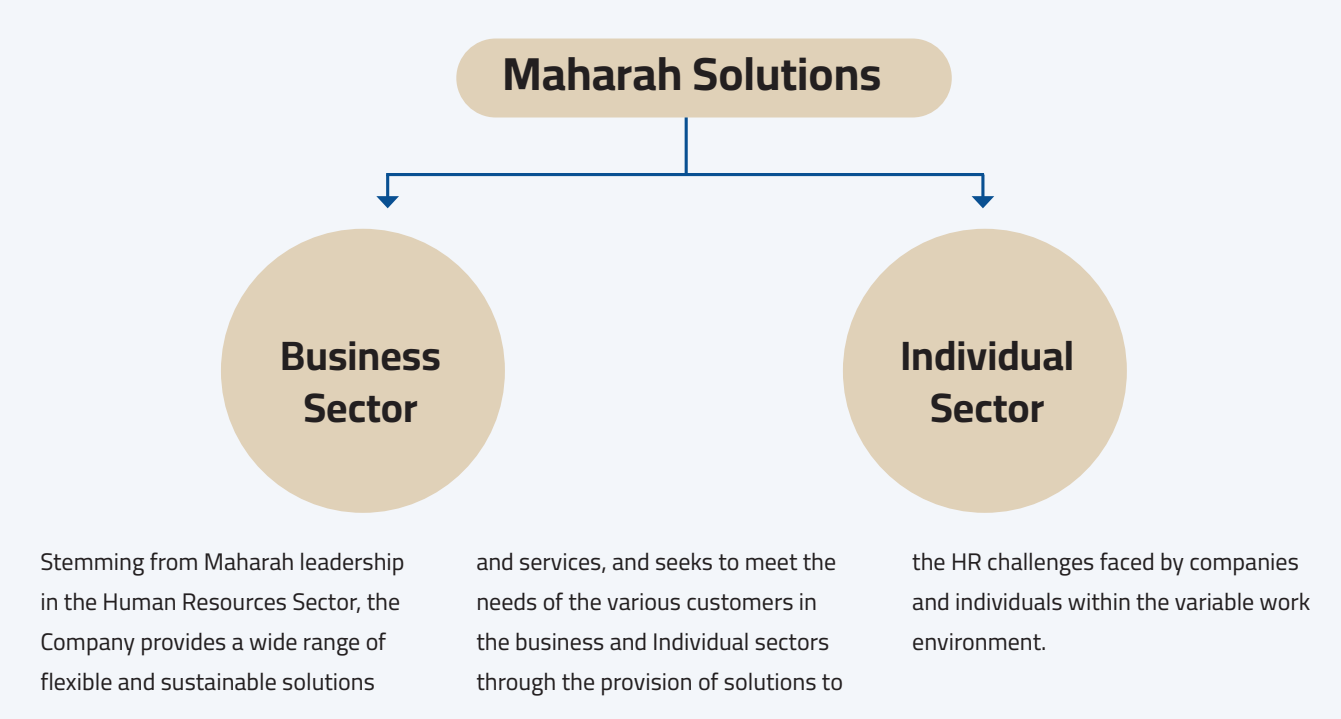 Maharah Solutions
Business
Sector
Individual
Sector
Stemming from Maharah leadership
in the Human Resources Sector, the
Company provides a wide range of
flexible and sustainable solutions
and services, and seeks to meet the
needs of the various customers in
the business and Individual sectors
through the provision of solutions to
the HR challenges faced by companies
and individuals within the variable work
environment.